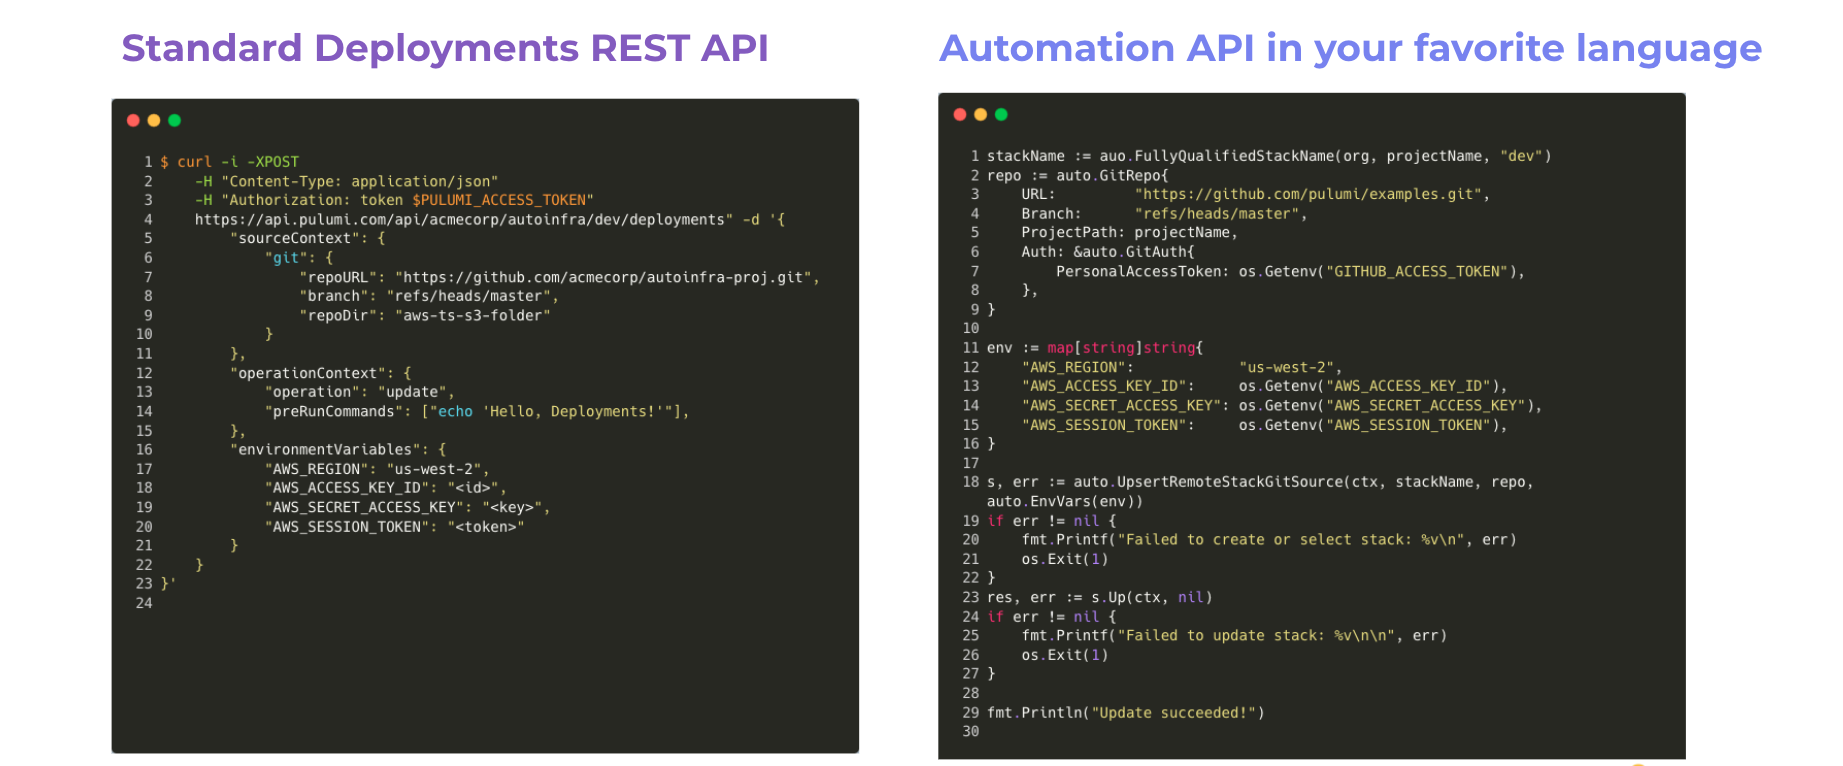 Standard Deployments REST API
1 $ curl -i -XPOST
2     -H "Content-Type: application/json"
3     -H "Authorization: token $PULUMI_ACCESS_TOKEN"
4     https://api.pulumi.com/api/acmecorp/autoinfra/dev/deployments" -d '{
5         "sourceContext": {
6             "git": {
7                 "repoURL": "https://github.com/acmecorp/autoinfra-proj.git",
8                 "branch": "refs/heads/master",
9                 "repoDir": "aws-ts-s3-folder"
10             }
11         },
12         "operationContext": {
13             "operation": "update",
14             "preRunCommands": ["echo 'Hello, Deployments!'"],
15         },
16         "environmentVariables": {
17             "AWS_REGION": "us-west-2",
18             "AWS_ACCESS_KEY_ID": "<id>",
19             "AWS_SECRET_ACCESS_KEY": "<key>",
20             "AWS_SESSION_TOKEN": "<token>"
21         }
22     }
23 }'
24
Automation API in your favorite language
1 stackName := auo.FullyQualifiedStackName(org, projectName, "dev")
2 repo := auto.GitRepo{
3     URL:         "https://github.com/pulumi/examples.git",
4     Branch:      "refs/heads/master",
5     ProjectPath: projectName,
6     Auth: &auto.GitAuth{
7         PersonalAccessToken: os.Getenv("GITHUB_ACCESS_TOKEN"),
8     },
9 }
10
11 env := map[string]string{
12     "AWS_REGION":            "us-west-2",
13     "AWS_ACCESS_KEY_ID":     os.Getenv("AWS_ACCESS_KEY_ID"),
14     "AWS_SECRET_ACCESS_KEY": os.Getenv("AWS_SECRET_ACCESS_KEY"),
15     "AWS_SESSION_TOKEN":     os.Getenv("AWS_SESSION_TOKEN"),
16 }
17
18 s, err := auto.UpsertRemoteStackGitSource(ctx, stackName, repo,
auto.EnvVars(env))
19 if err != nil {
20     fmt.Printf("Failed to create or select stack: %v\n", err)
21     os.Exit(1)
22 }
23 res, err := s.Up(ctx, nil)
24 if err != nil {
25     fmt.Printf("Failed to update stack: %v\n\n", err)
26     os.Exit(1)
27 }
28
29 fmt.Println("Update succeeded!")
30